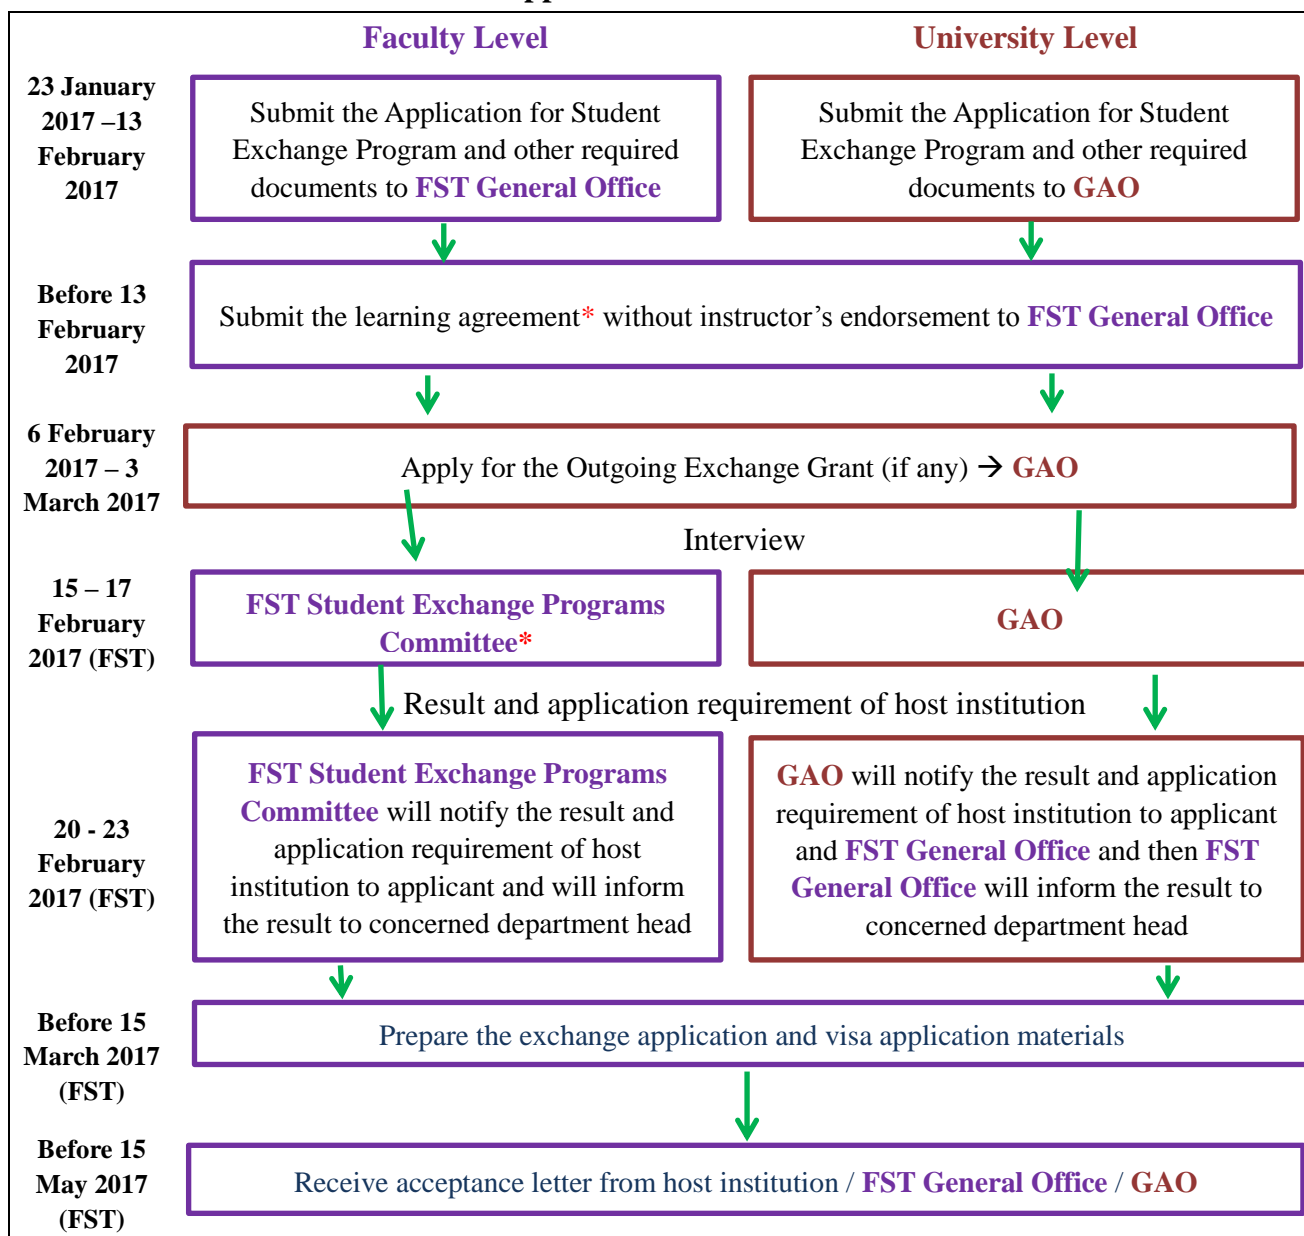 Faculty Level
University Level
23 January
2017 –13
February
2017
Submit the Application for Student
Exchange Program and other required
documents to FST General Office
Submit the Application for Student
Exchange Program and other required
documents to GAO
Before 13
February
2017
Submit the learning agreement* without instructor’s endorsement to FST General Office
6 February
2017 – 3
March 2017
Apply for the Outgoing Exchange Grant (if any) → GAO
Interview
15 – 17
February
2017 (FST)
FST Student Exchange Programs
Committee*
GAO
Result and application requirement of host institution
20 - 23
February
2017 (FST)
FST Student Exchange Programs
Committee will notify the result and
application requirement of host
institution to applicant and will inform
the result to concerned department head
GAO will notify the result and application
requirement of host institution to applicant
and FST General Office and then FST
General Office will inform the result to
concerned department head
Before 15
March 2017
(FST)
Prepare the exchange application and visa application materials
Before 15
May 2017
(FST)
Receive acceptance letter from host institution / FST General Office / GAO